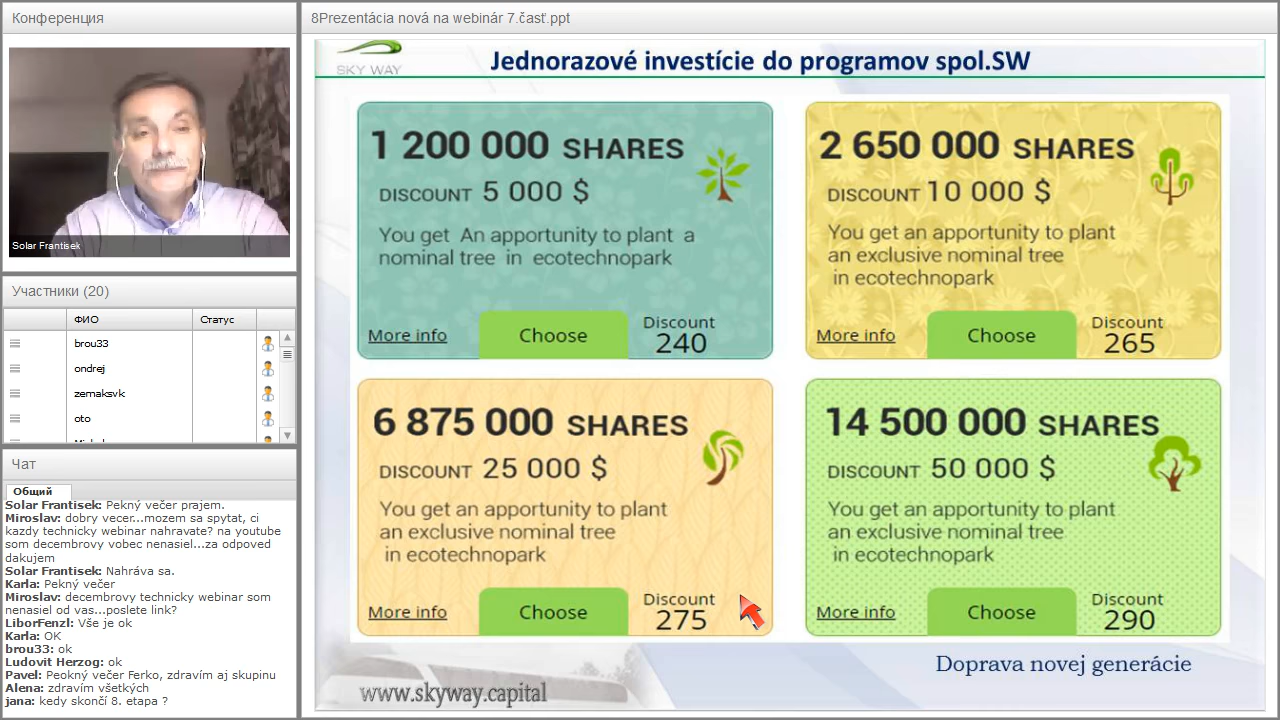 Конференция
Solar Frantisek
Участники (20)
ФИО
Статус
brou33
ondrej
zemaksvk
oto
Чат
Общий
Solar Frantisek: Pekný večer prajem.
Miroslav: dobry vecer...mozem sa spytat, ci
kazdy technicky webinar nahravate? na youtube
som decembrovy vobec nenasiel...za odpoved
dakujem
Solar Frantisek: Nahráva sa.
Karla: Pekný večer
Miroslav: decembrovy technicky webinar som
nenasiel od vas...poslete link?
LiborFenzl: Vše je ok
Karla: OK
brou33: ok
Ludovit Herzog: ok
Pavel: Peokný večer Ferko, zdravím aj skupinu
Alena: zdravím všetkých
jana: kedy skončí 8. etapa ?
8Prezentácia nová na webinár 7.časť.ppt
SKY WAY
Jednorazové investície do programov spol.SW
1 200 000 SHARES
DISCOUNT 5 000 $
You get An apportunity to plant a
nominal tree in ecotechnopark
More info
Choose
Discount
240
2 650 000 SHARES
DISCOUNT 10 000 $
You get an apportunity to plant
an exclusive nominal tree
in ecotechnopark
More info
Choose
Discount
265
6 875 000 SHARES
DISCOUNT 25 000 $
You get an apportunity to plant
an exclusive nominal tree
in ecotechnopark
More info
Choose
Discount
275
14 500 000 SHARES
DISCOUNT 50 000 $
You get an apportunity to plant
an exclusive nominal tree
in ecotechnopark
More info
Choose
Discount
290
Doprava novej generácie
www.skyway.capital